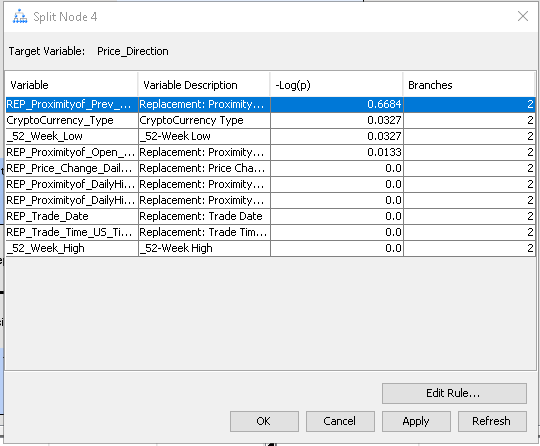 Split Node 4
Target Variable: Price_Direction
Variable Variable Description -Log(p) Branches
REP_Proximityof_Prev_... Replacement: Proximity... 0.6684 2
CryptoCurrency_Type CryptoCurrency Type 0.0327 2
_52_Week_Low _52-Week Low 0.0327 2
REP_Proximityof_Open_... Replacement: Proximity... 0.0133 2
REP_Price_Change_Dail... Replacement: Price Cha... 0.0 2
REP_Proximityof_DailyHi... Replacement: Proximity... 0.0 2
REP_Proximityof_DailyHi... Replacement: Proximity... 0.0 2
REP_Trade_Date Replacement: Trade Date 0.0 2
REP_Trade_Time_US_Ti... Replacement: Trade Tim... 0.0 2
_52_Week_High _52-Week High 0.0 2
Edit Rule...
OK Cancel Apply Refresh